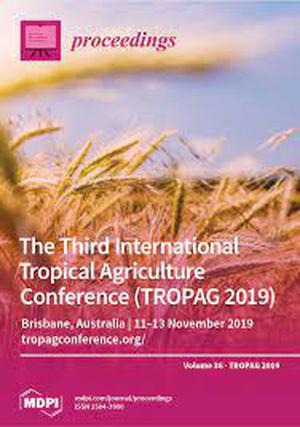 proceedings
The Third International
Tropical Agriculture
Conference (TROPAG 2019)
Brisbane, Australia | 11–13 November 2019
tropagconference.org/
Volume 36 · TROPAG 2019
MDPI
mdpi.com/journal/proceedings
ISSN 2504-3900